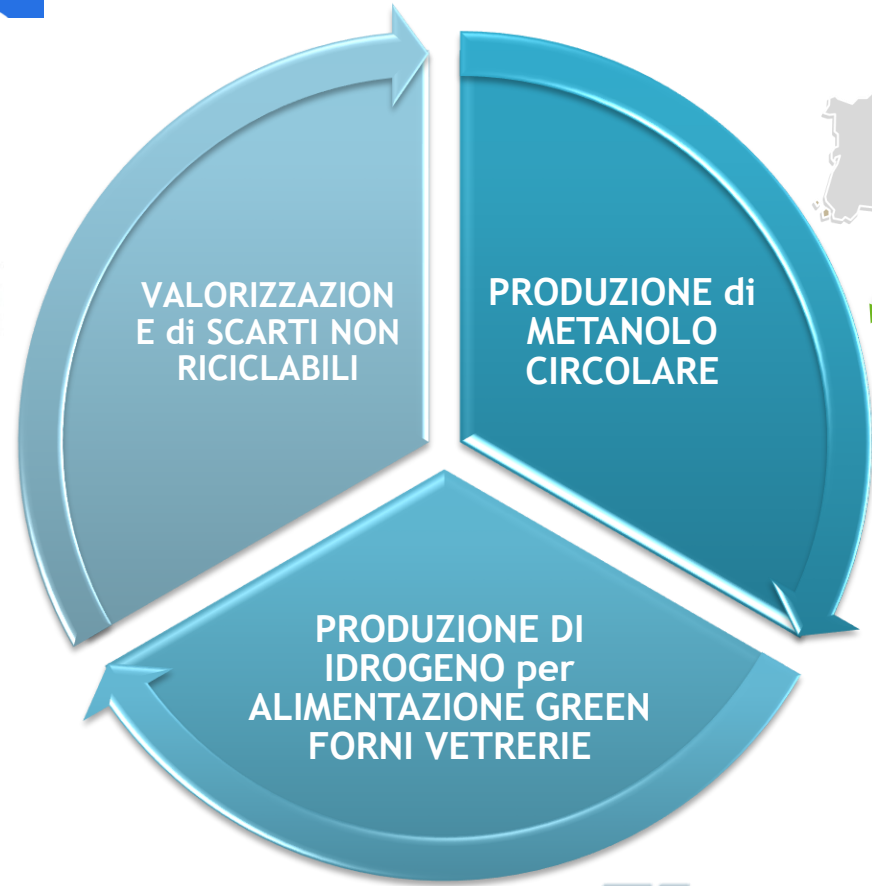 VALORIZZAZION
E di SCARTI NON
RICICLABILI
PRODUZIONE di
METANOLO
CIRCOLARE
PRODUZIONE DI
IDROGENO per
ALIMENTAZIONE GREEN
FORNI VETRERIE